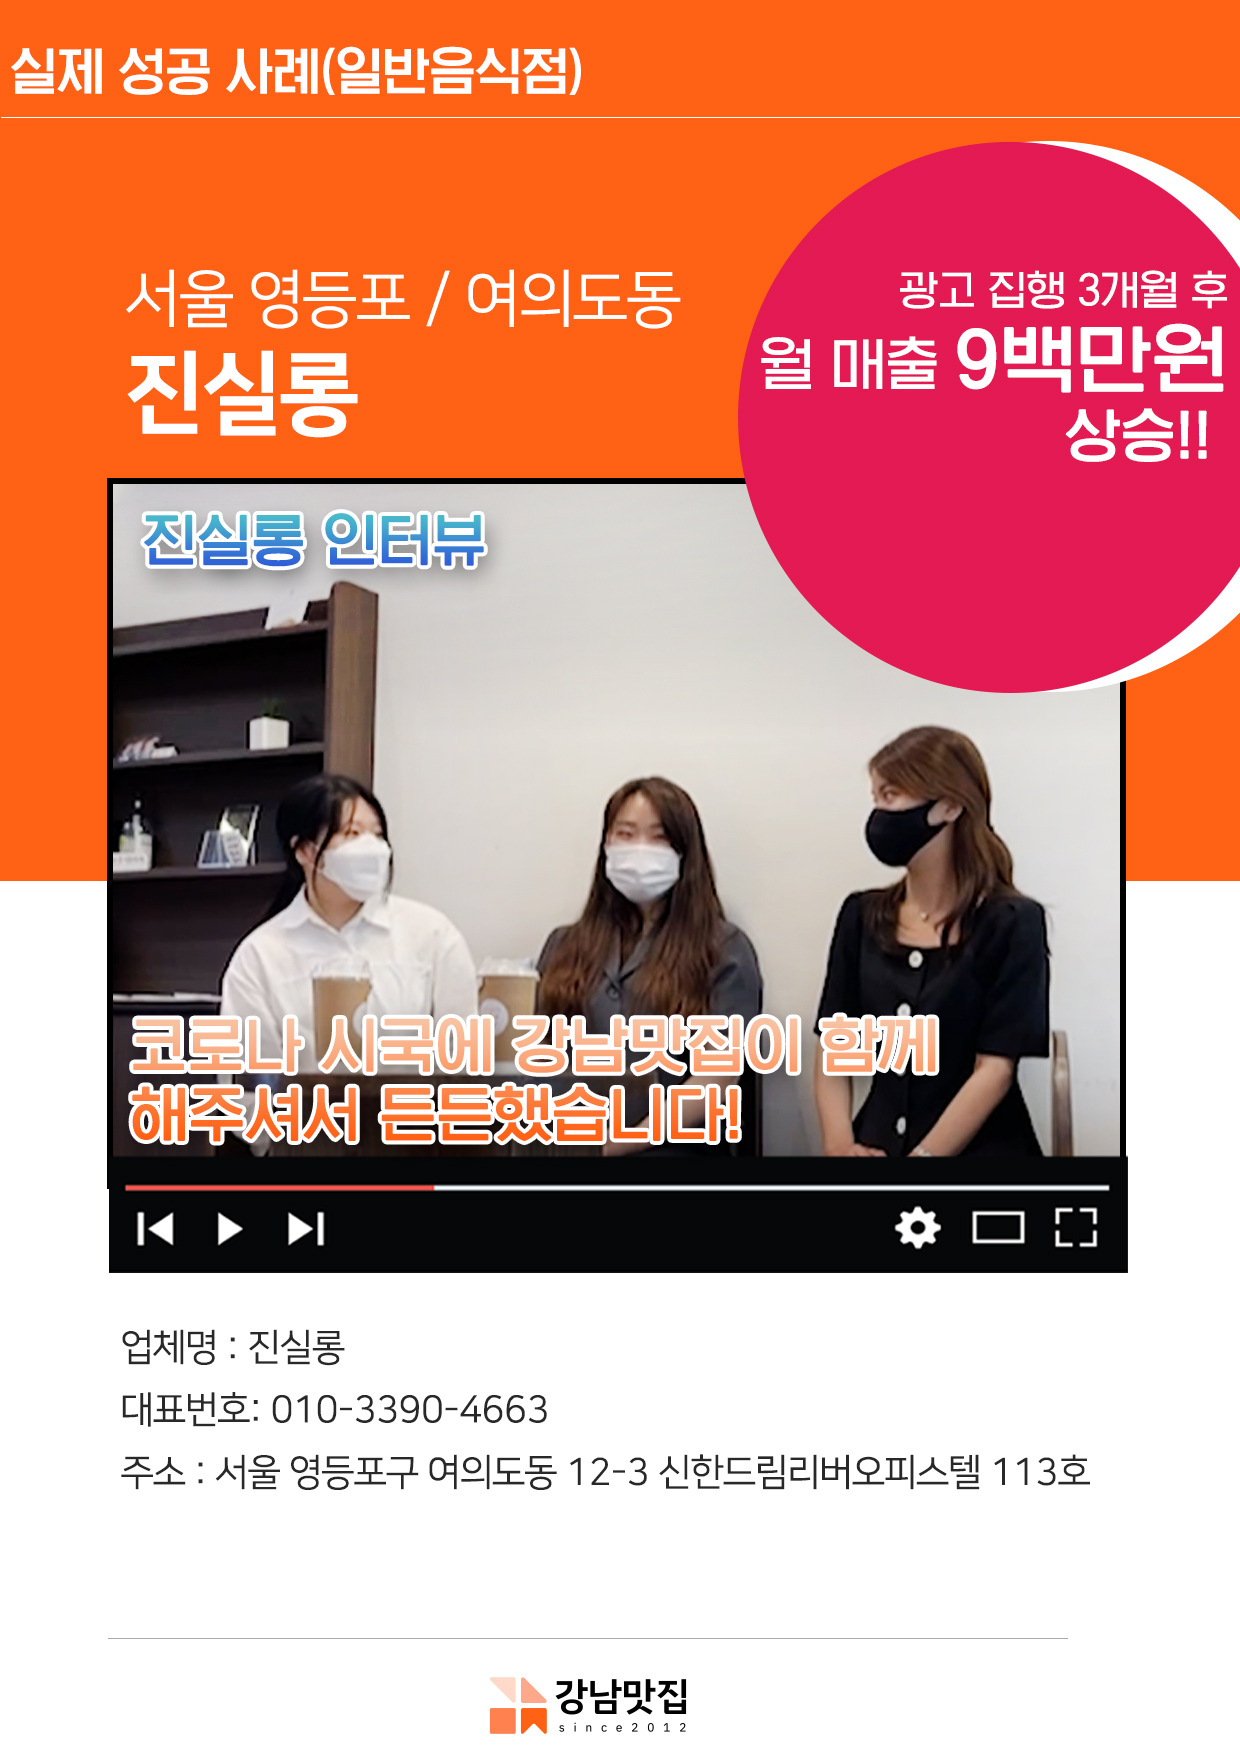 실제 성공 사례(일반음식점)
서울 영등포 / 여의도동
진실롱
광고 집행 3개월 후
월 매출 9백만원
상승!!
진실롱 인터뷰
코로나 시국에 강남맛집이 함께
해주셔서 든든했습니다!
업체명 : 진실롱
대표번호: 010-3390-4663
주소 : 서울 영등포구 여의도동 12-3 신한드림리버오피스텔 113호
강남맛집
since2012